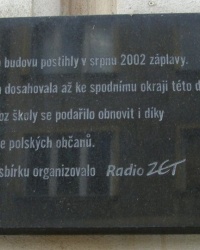 budovu postihly v srpnu 2002 záplavy.
dosahovala až ke spodnímu okraji této d
školy se podařilo obnovit i díky
polských občanů.
sbírku organizovalo Radio ZET